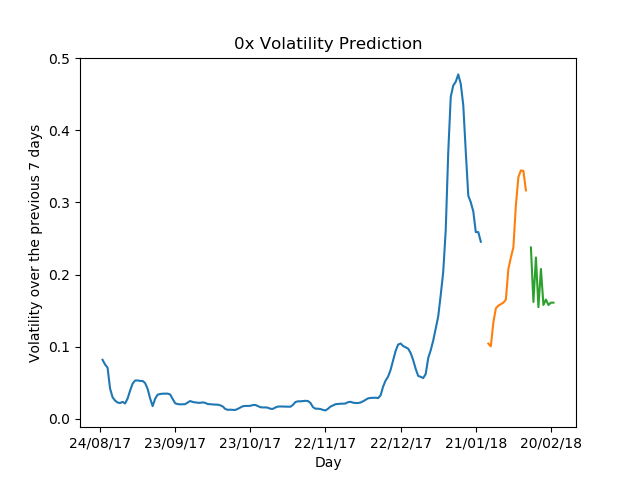 0x Volatility Prediction
Volatility over the previous 7 days
0.5
0.4
0.3
0.2
0.1
0.0
24/08/17 23/09/17 23/10/17 22/11/17 22/12/17 21/01/18 20/02/18
Day